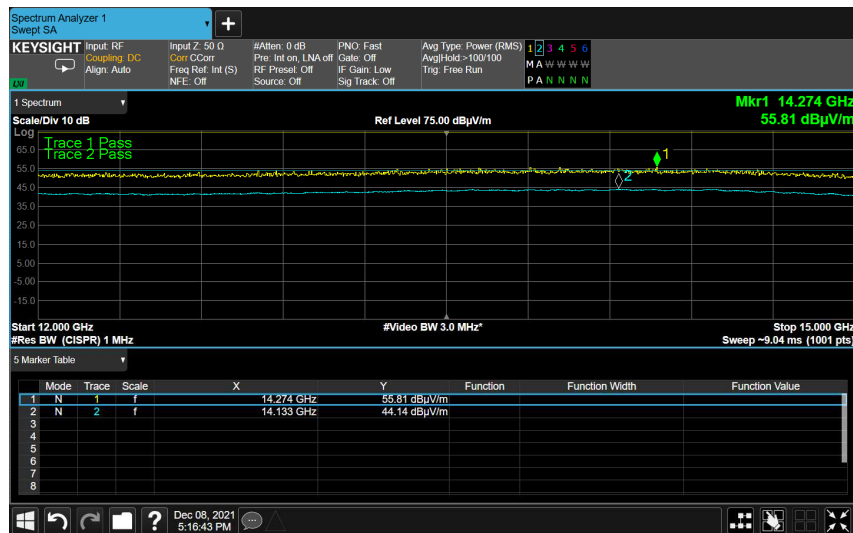 Spectrum Analyzer 1
Swept SA
+
KEYSIGHT
Input: RF
Coupling: DC
Align: Auto
Input Z: 50 Ω
Corr CCorr
Freq Ref: Int (S)
NFE: Off
#Atten: 0 dB
Pre: Int on, LNA off
RF Presel: Off
Source: Off
PNO: Fast
Gate: Off
IF Gain: Low
Sig Track: Off
Avg Type: Power (RMS)
Avg|Hold:>100/100
Trig: Free Run
1 2 3 4 5 6
M A W W W W
P A N N N N
LXI
1 Spectrum
Mkr1 14.274 GHz
Scale/Div 10 dB
Ref Level 75.00 dBµV/m
55.81 dBµV/m
Log
Trace 1 Pass
Trace 2 Pass
65.0
55.0
45.0
35.0
25.0
15.0
5.00
-5.00
-15.0
1
2
Start 12.000 GHz
#Video BW 3.0 MHz*
Stop 15.000 GHz
#Res BW (CISPR) 1 MHz
Sweep ~9.04 ms (1001 pts)
5 Marker Table
Mode Trace Scale X Y Function Function Width Function Value
1 N 1 f 14.274 GHz 55.81 dBµV/m
2 N 2 f 14.133 GHz 44.14 dBµV/m
3
4
5
6
7
8
?
Dec 08, 2021
5:16:43 PM